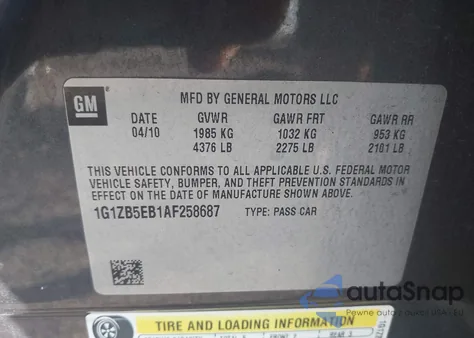 GM
MFD BY GENERAL MOTORS LLC
DATE GVWR GAWR FRT GAWR RR
04/10 1985 KG 1032 KG 953 KG
4376 LB 2275 LB 2101 LB
THIS VEHICLE CONFORMS TO ALL APPLICABLE U.S. FEDERAL MOTOR
VEHICLE SAFETY, BUMPER, AND THEFT PREVENTION STANDARDS IN
EFFECT ON THE DATE OF MANUFACTURE SHOWN ABOVE.
1G1ZB5EB1AF258687 TYPE: PASS CAR
autoSnap
TIRE AND LOADING INFORMATION